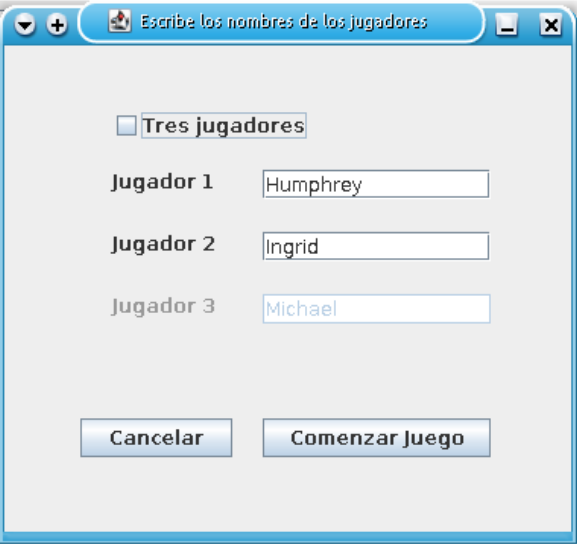 Escribe los nombres de los jugadores
Tres jugadores
Jugador 1 Humphrey
Jugador 2 Ingrid
Jugador 3 Michael
Cancelar Comenzar Juego